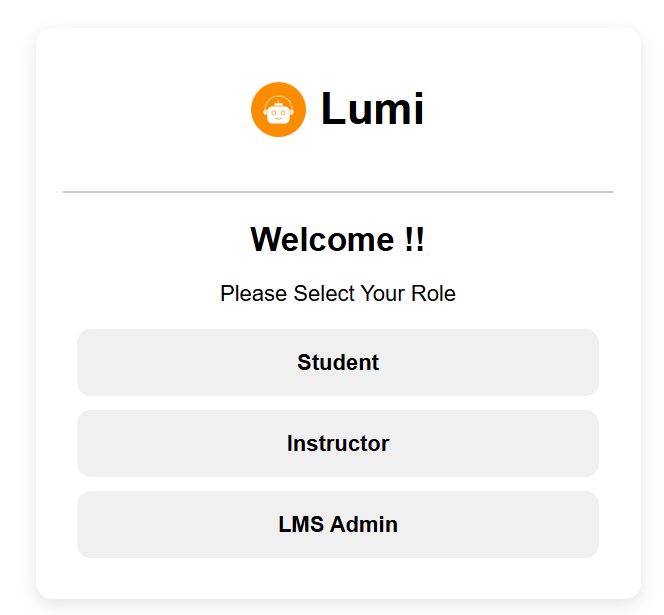 Lumi
Welcome !!
Please Select Your Role
Student
Instructor
LMS Admin